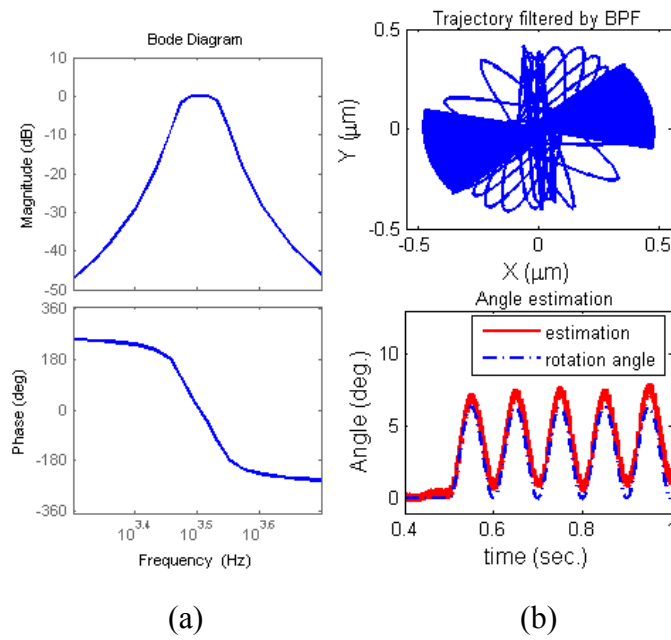 Bode Diagram
Magnitude (dB)
10
0
-10
-20
-30
-40
-50
Phase (deg)
360
180
0
-180
-360
10^3.4
10^3.5
10^3.6
Frequency (Hz)
(a)
Trajectory filtered by BPF
Y (μm)
0.5
0
-0.5
-0.5
0
0.5
X (μm)
Angle estimation
estimation
rotation angle
Angle (deg.)
10
5
0
0.4
0.6
0.8
1
time (sec.)
(b)